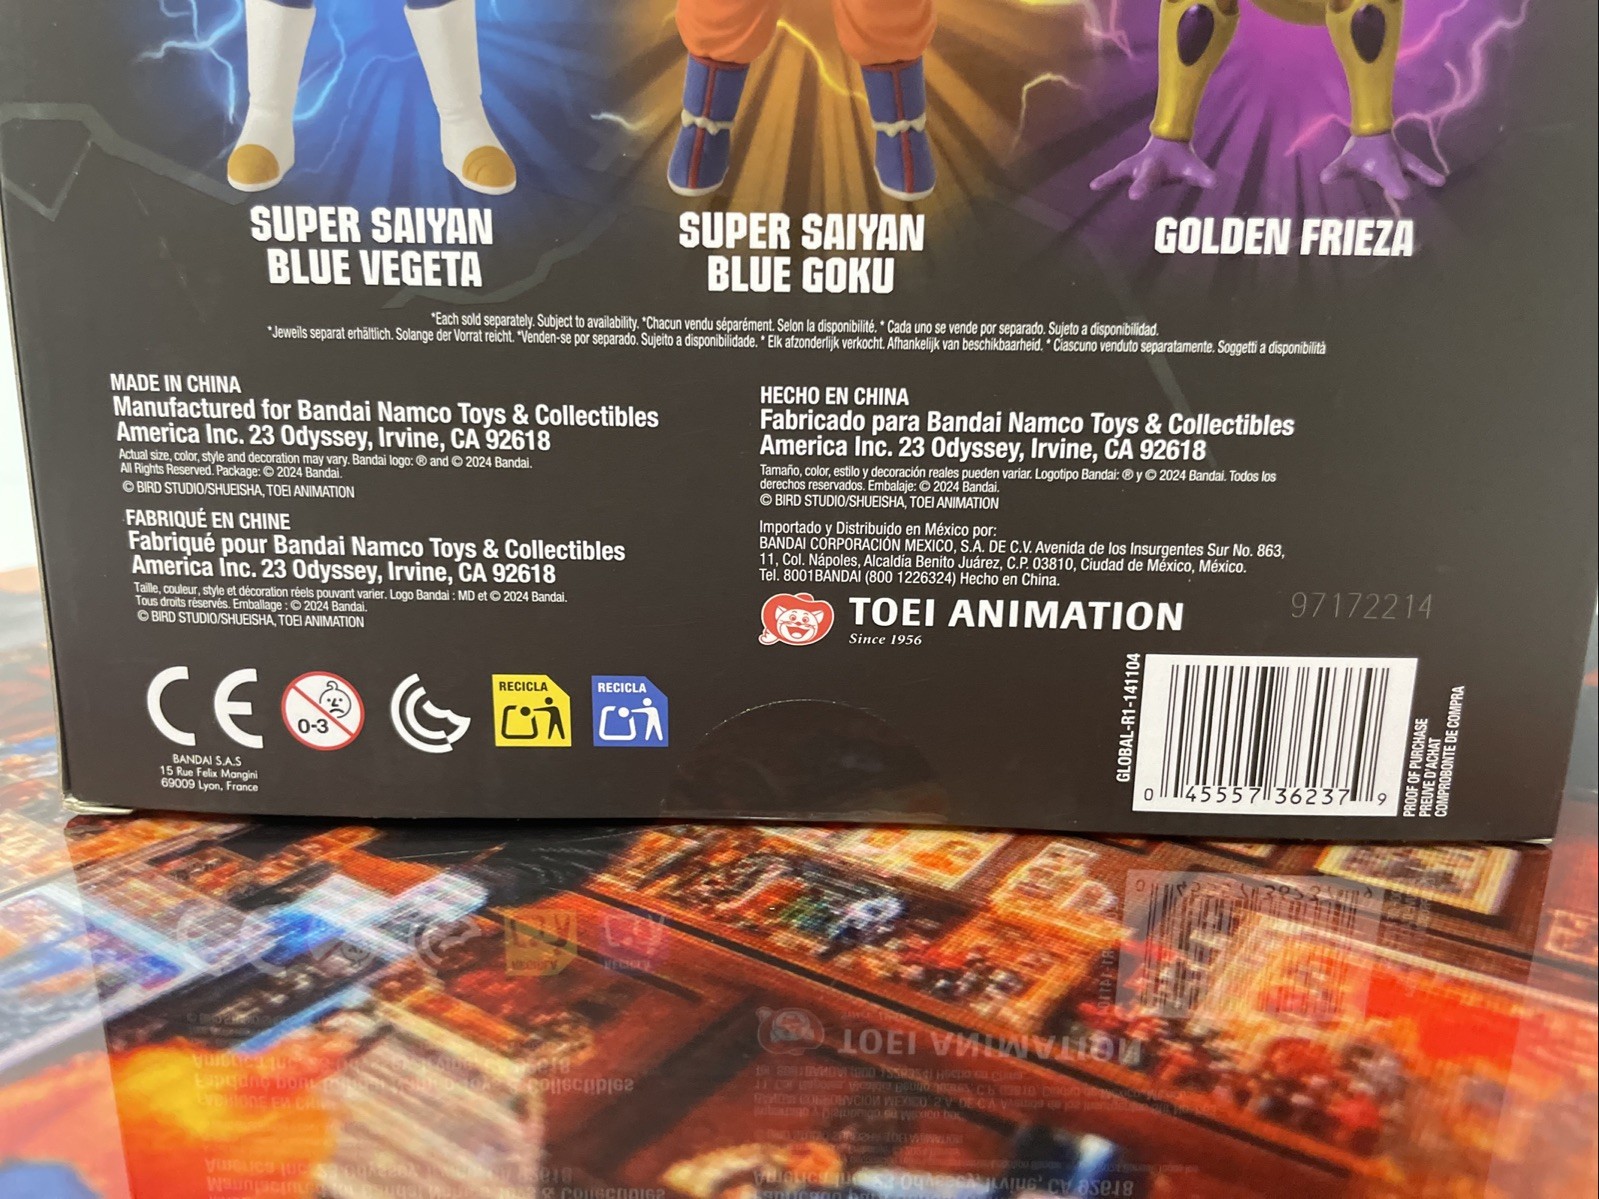 SUPER SAIYAN
BLUE VEGETA
SUPER SAIYAN
BLUE GOKU
GOLDEN FRIEZA
*Each sold separately. Subject to availability. *Chacun vendu séparément. Selon la disponibilité. * Cada uno se vende por separado. Sujeto a disponibilidad.
*Jeweils separat erhältlich. Solange der Vorrat reicht. *Venden-se por separado. Sujeito a disponibilidade. * Elk afzonderlijk verkocht. Afhankelijk van beschikbaarheid. * Ciascuno venduto separatamente. Soggetti a disponibilità
MADE IN CHINA
Manufactured for Bandai Namco Toys & Collectibles
America Inc. 23 Odyssey, Irvine, CA 92618
Actual size, color, style and decoration may vary. Bandai logo: ® and © 2024 Bandai.
All Rights Reserved. Package: © 2024 Bandai.
© BIRD STUDIO/SHUEISHA, TOEI ANIMATION
FABRIQUÉ EN CHINE
Fabriqué pour Bandai Namco Toys & Collectibles
America Inc. 23 Odyssey, Irvine, CA 92618
Taille, couleur, style et décoration réels pouvant varier. Logo Bandai : MD et © 2024 Bandai.
Tous droits réservés. Emballage : © 2024 Bandai.
© BIRD STUDIO/SHUEISHA, TOEI ANIMATION
HECHO EN CHINA
Fabricado para Bandai Namco Toys & Collectibles
America Inc. 23 Odyssey, Irvine, CA 92618
Tamaño, color, estilo y decoración reales pueden variar. Logotipo Bandai: ® y © 2024 Bandai. Todos los
derechos reservados. Embalaje: © 2024 Bandai.
© BIRD STUDIO/SHUEISHA, TOEI ANIMATION
Importado y Distribuido en México por:
BANDAI CORPORACIÓN MEXICO, S.A. DE C.V. Avenida de los Insurgentes Sur No. 863,
11, Col. Nápoles, Alcaldía Benito Juárez, C.P. 03810, Ciudad de México, México.
Tel. 8001BANDAI (800 1226324) Hecho en China.
TOEI ANIMATION
Since 1956
97172214
CE
BANDAI S.A.S
15 Rue Felix Mangini
69009 Lyon, France
0-3
RECICLA
RECICLA
GLOBAL-R1-141104
0 45557 36237 9
PROOF OF PURCHASE
PREUVE D'ACHAT
COMPROBONTE DE COMPRA